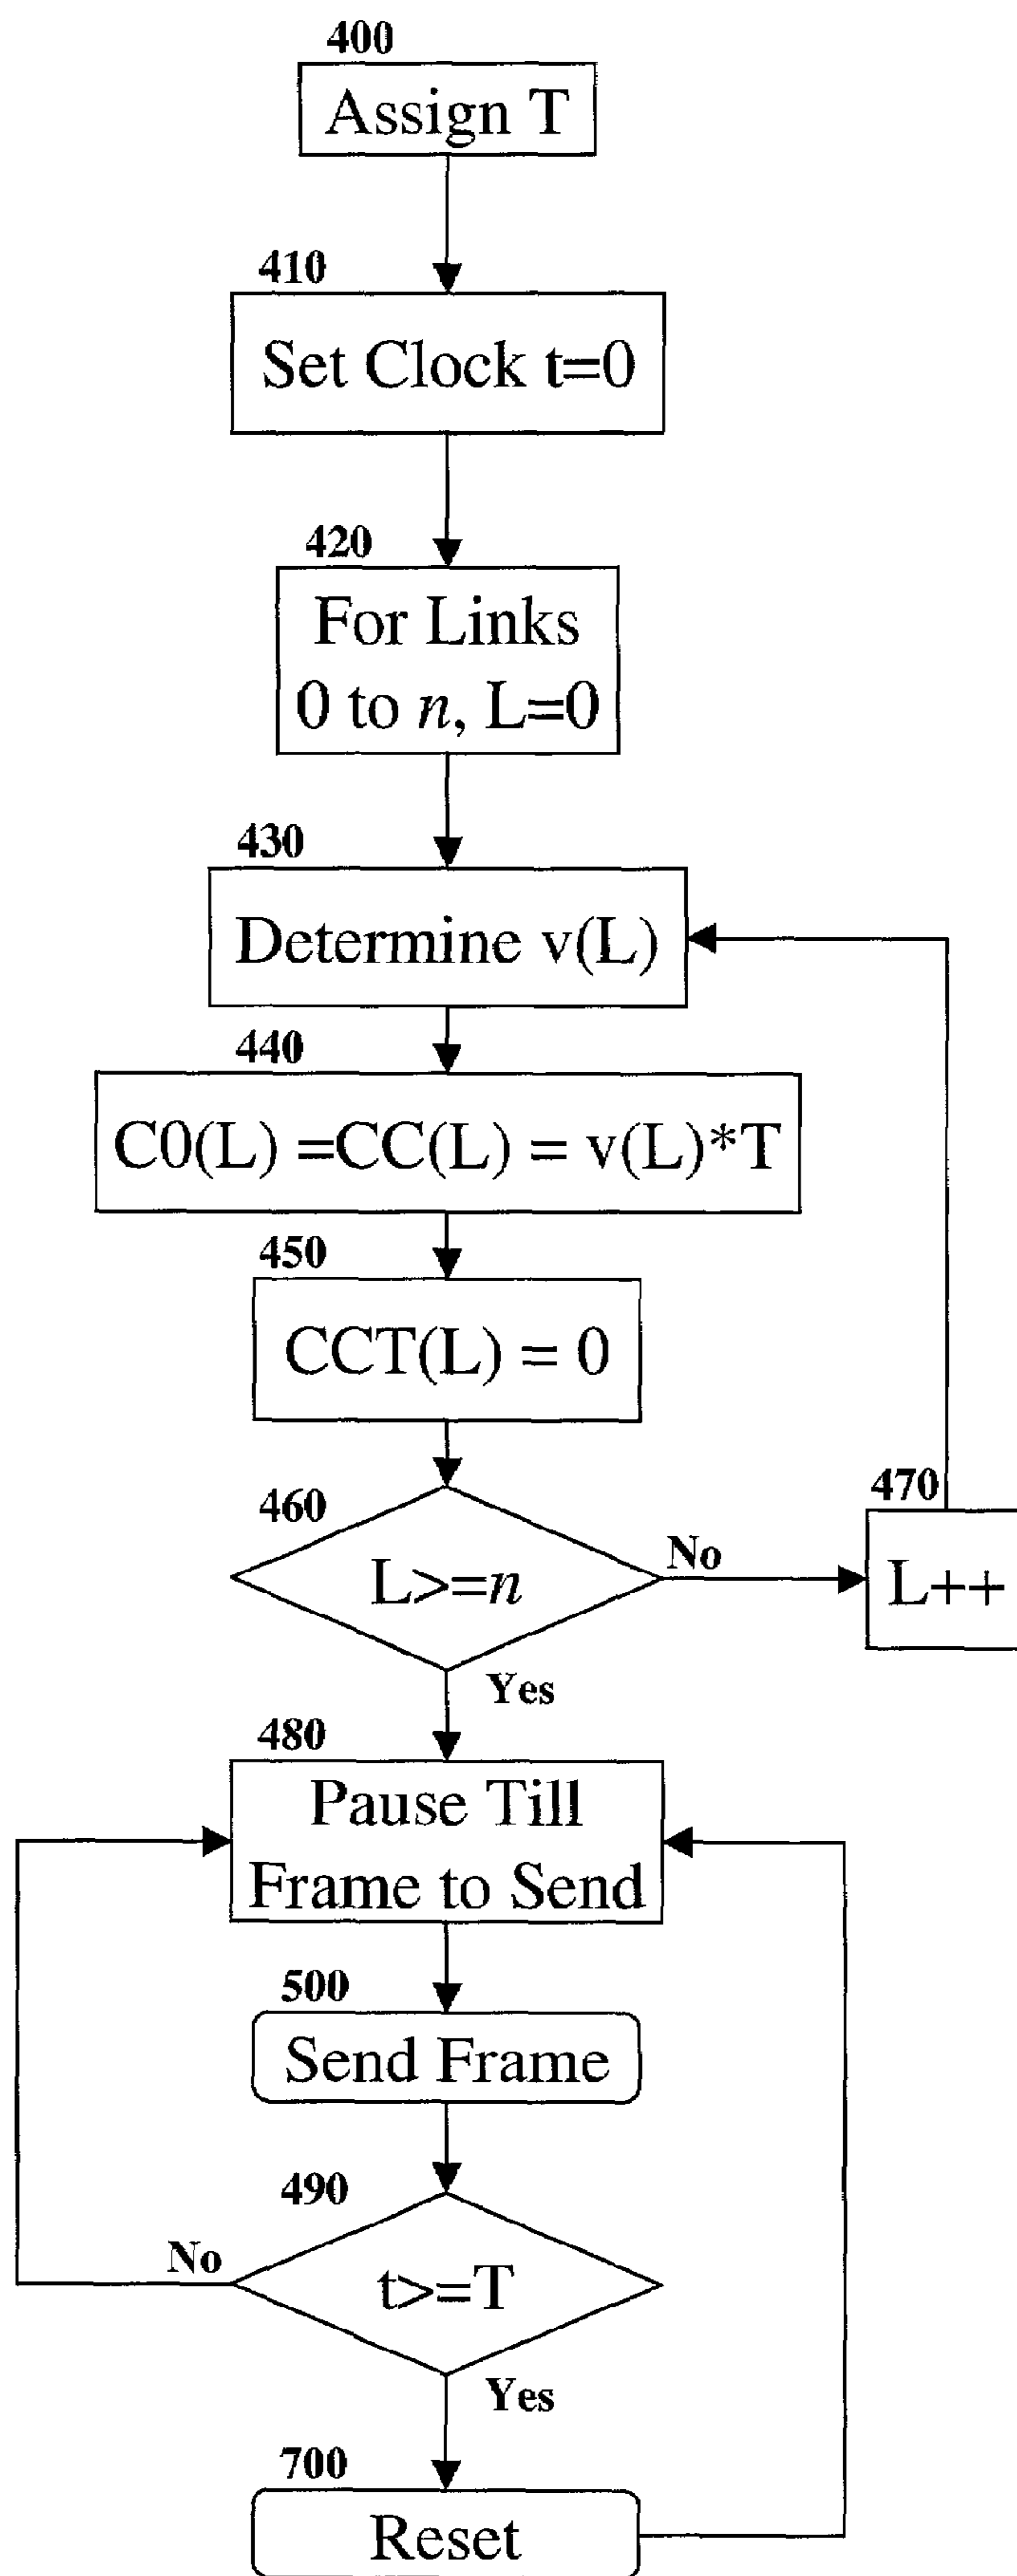 400
Assign T
410
Set Clock t=0
420
For Links
0 to n, L=0
430
Determine v(L)
440
C0(L) =CC(L) = v(L)*T
450
CCT(L) = 0
460
L>=n
No
470
L++
Yes
480
Pause Till
Frame to Send
500
Send Frame
490
No
t>=T
Yes
700
Reset